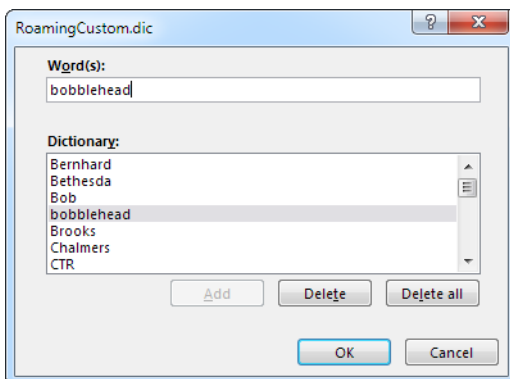 RoamingCustom.dic
Word(s):
bobblehead
Dictionary:
Bernhard
Bethesda
Bob
bobblehead
Brooks
Chalmers
CTR
Add Delete Delete all
OK Cancel